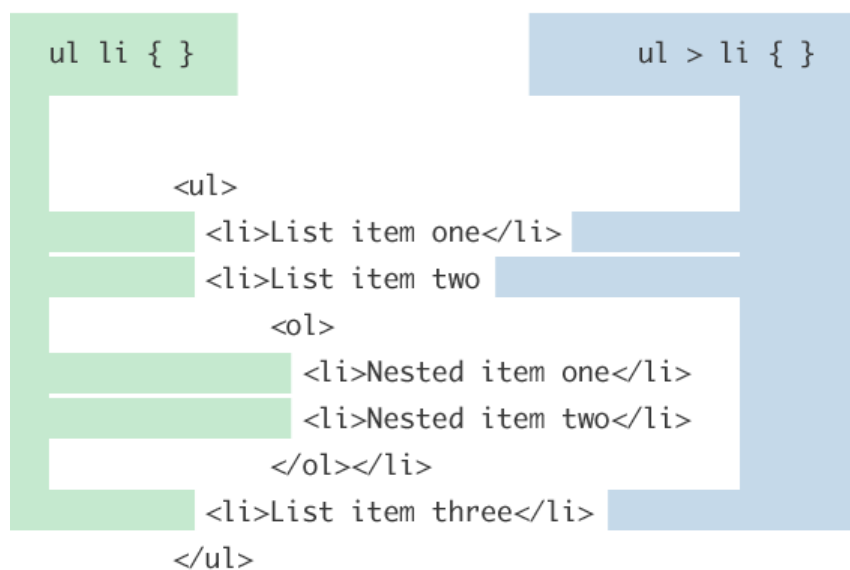 ul li { }
ul > li { }
<ul>
<li>List item one</li>
<li>List item two
<ol>
<li>Nested item one</li>
<li>Nested item two</li>
</ol></li>
<li>List item three</li>
</ul>